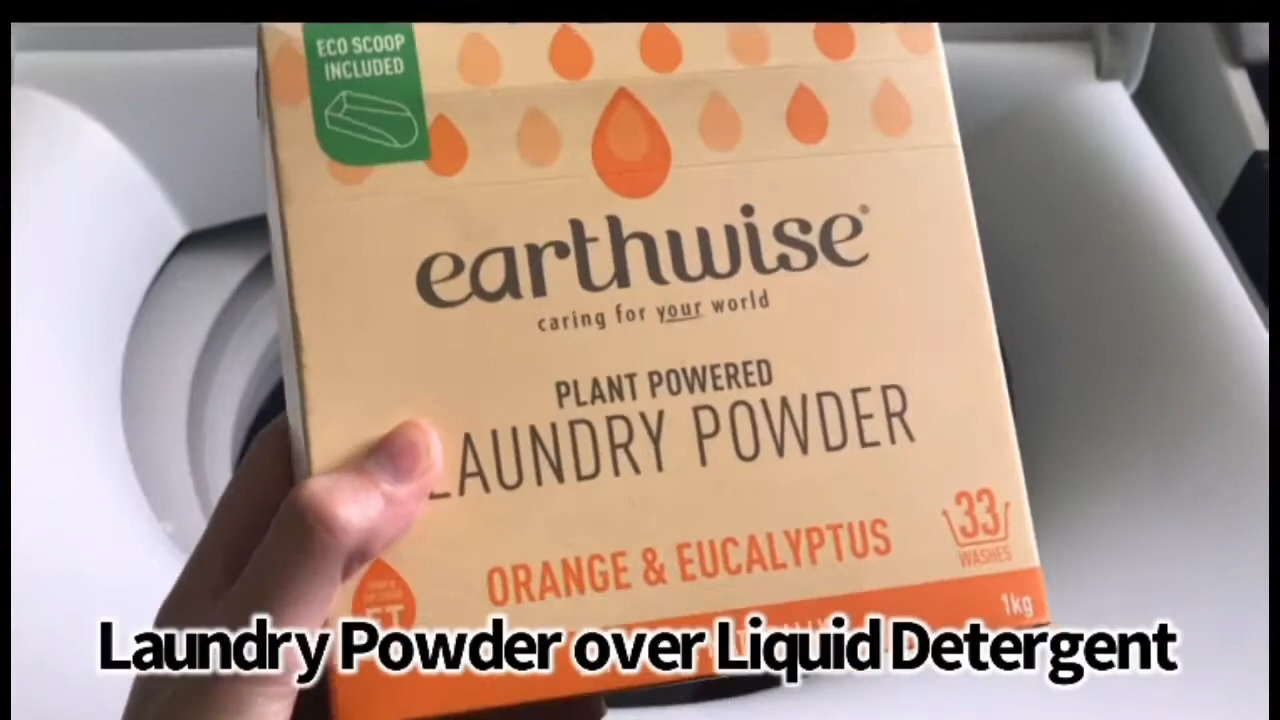 ECO SCOOP
INCLUDED
earthwise®
caring for your world
PLANT POWERED
LAUNDRY POWDER
ORANGE & EUCALYPTUS
33
WASHES
1kg
Laundry Powder over Liquid Detergent